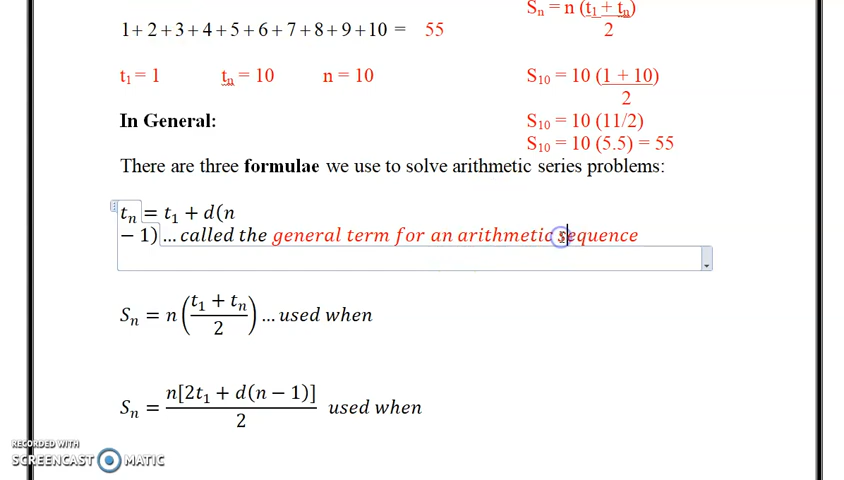 Sn = n (t1 + tn)
2
1+ 2 + 3 + 4 + 5 + 6 + 7 + 8 + 9 + 10 = 55
t1 = 1 tn = 10 n = 10 S10 = 10 (1 + 10)
2
In General: S10 = 10 (11/2)
S10 = 10 (5.5) = 55
There are three formulae we use to solve arithmetic series problems:
tn = t1 + d(n
− 1) ... called the general term for an arithmetic sequence
Sn = n ( (t1 + tn) / 2 ) ... used when
Sn = n[2t1 + d(n − 1)] / 2 used when
RECORDED WITH
SCREENCAST MATIC